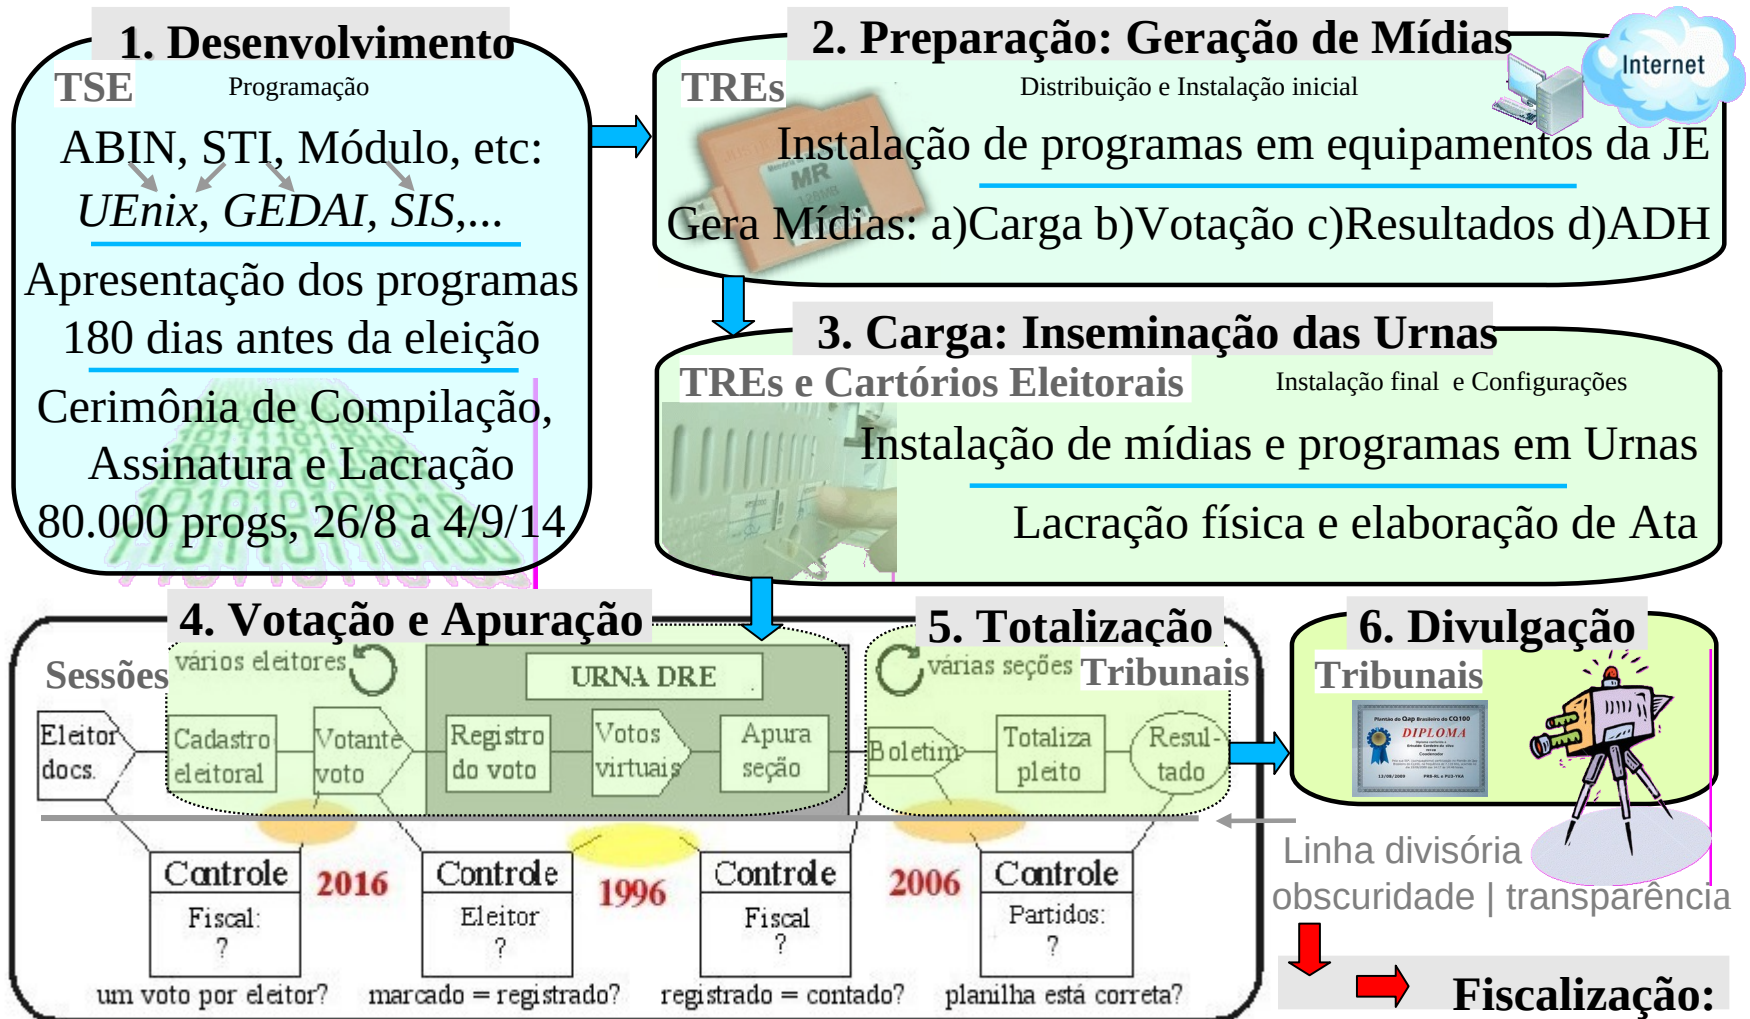 1. Desenvolvimento
TSE
Programação
ABIN, STI, Módulo, etc:
UEnix, GEDAI, SIS,...
Apresentação dos programas
180 dias antes da eleição
Cerimônia de Compilação,
Assinatura e Lacração
80.000 progs, 26/8 a 4/9/14
2. Preparação: Geração de Mídias
Internet
TREs
Distribuição e Instalação inicial
Instalação de programas em equipamentos da JE
MR
128MB
Gera Mídias: a)Carga b)Votação c)Resultados d)ADH
3. Carga: Inseminação das Urnas
TREs e Cartórios Eleitorais
Instalação final e Configurações
Instalação de mídias e programas em Urnas
Lacração física e elaboração de Ata
4. Votação e Apuração
Sessões
vários eleitores
URNA DRE
Eleitor
docs.
Cadastro
eleitoral
Votante
voto
Registro
do voto
Votos
virtuais
Apura
seção
5. Totalização
várias seções
Tribunais
Boletim
Totaliza
pleito
Resul-
tado
6. Divulgação
Tribunais
DIPLOMA
Linha divisória
obscuridade | transparência
Controle
Fiscal:
?
um voto por eleitor?
2016
Controle
Eleitor
?
marcado = registrado?
1996
Controle
Fiscal
?
registrado = contado?
2006
Controle
Partidos:
?
planilha está correta?
Fiscalização: